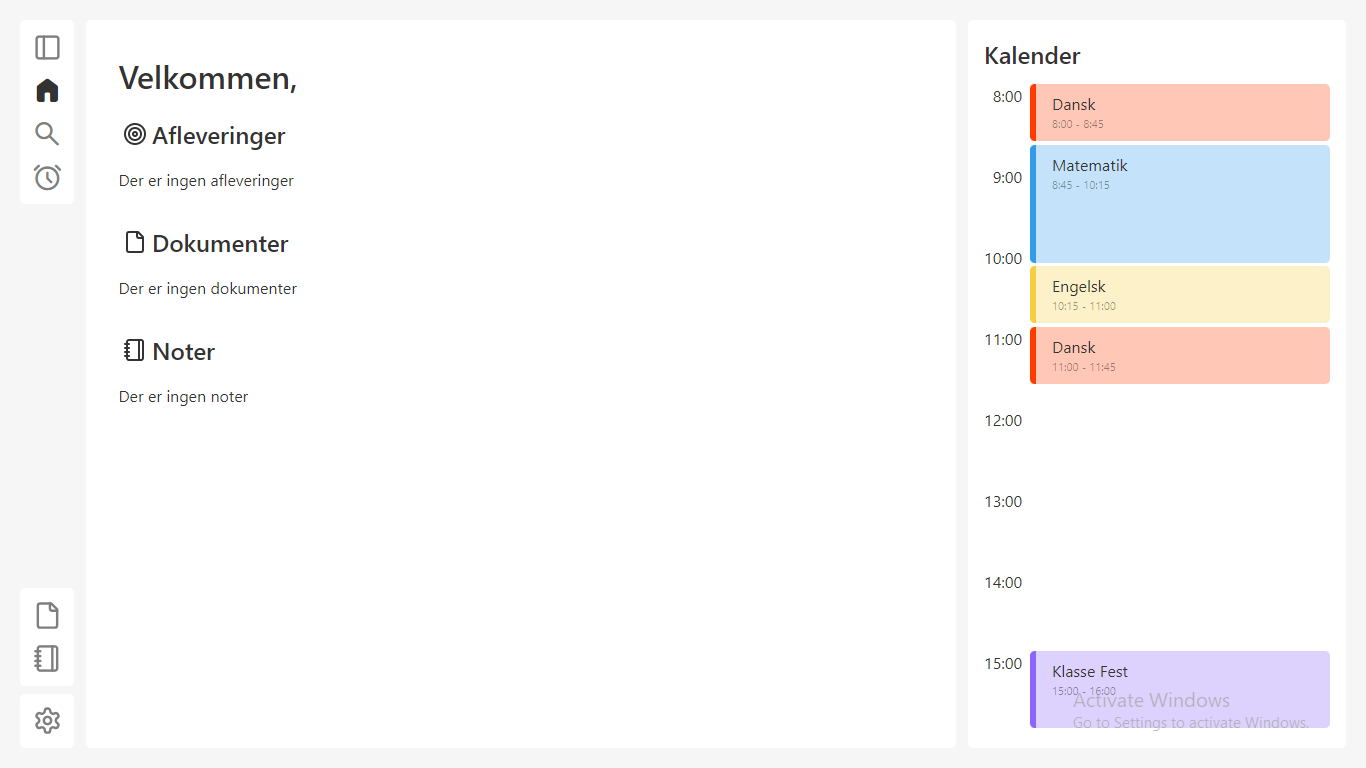 Velkommen,
Afleveringer
Der er ingen afleveringer
Dokumenter
Der er ingen dokumenter
Noter
Der er ingen noter
Kalender
8:00
Dansk
8:00 - 8:45
Matematik
8:45 - 10:15
9:00
10:00
Engelsk
10:15 - 11:00
11:00
Dansk
11:00 - 11:45
12:00
13:00
14:00
15:00
Klasse Fest
15:00 - 16:00
Activate Windows
Go to Settings to activate Windows.